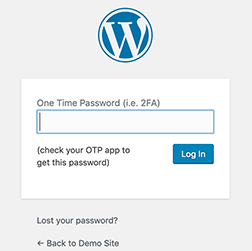 One Time Password (i.e. 2FA)
(check your OTP app to
get this password)
Log In
Lost your password?
← Back to Demo Site